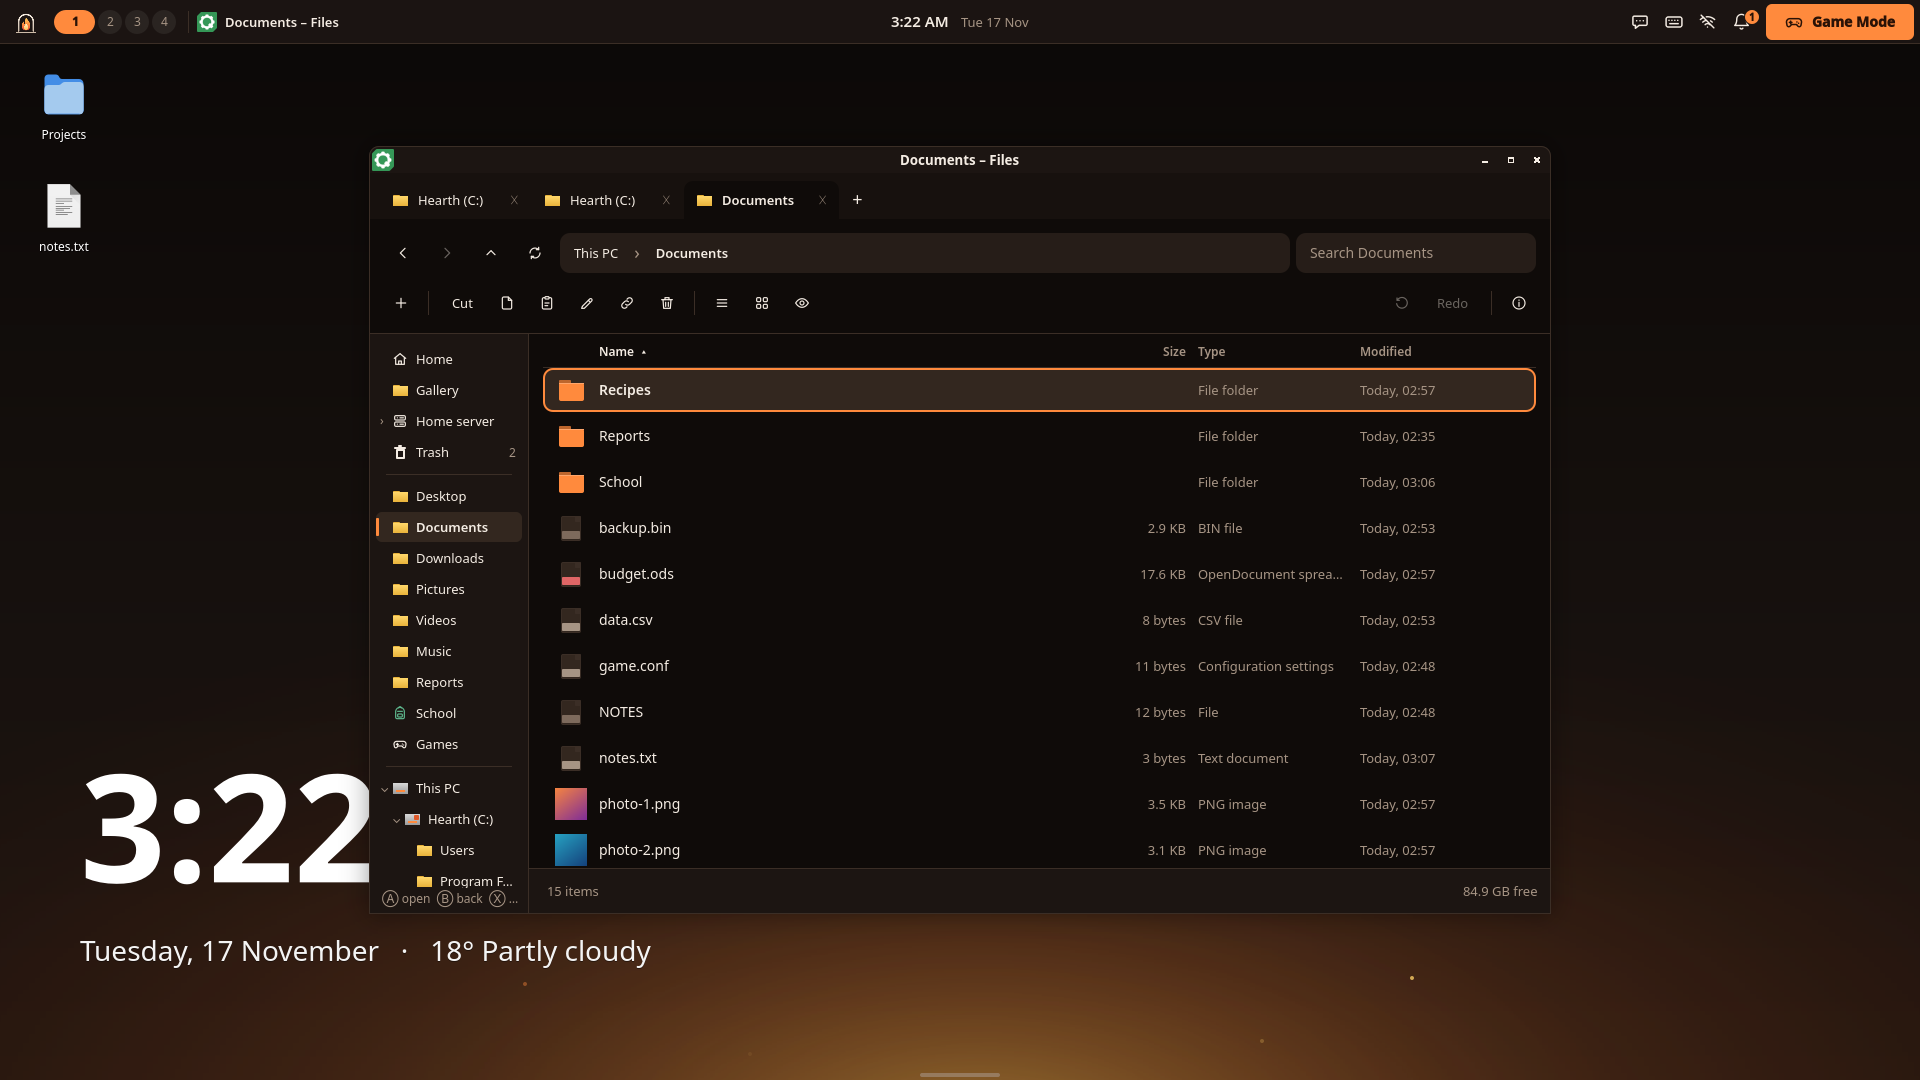 1 2 3 4 Documents – Files 3:22 AM Tue 17 Nov 1 Game Mode
Projects
notes.txt
Documents – Files
Hearth (C:) X Hearth (C:) X Documents X +
This PC › Documents Search Documents
Cut Redo
Home
Gallery
Home server
Trash 2
Desktop
Documents
Downloads
Pictures
Videos
Music
Reports
School
Games
This PC
Hearth (C:)
Users
Program F...
A open B back X ...
Name Size Type Modified
Recipes File folder Today, 02:57
Reports File folder Today, 02:35
School File folder Today, 03:06
backup.bin 2.9 KB BIN file Today, 02:53
budget.ods 17.6 KB OpenDocument sprea... Today, 02:57
data.csv 8 bytes CSV file Today, 02:53
game.conf 11 bytes Configuration settings Today, 02:48
NOTES 12 bytes File Today, 02:48
notes.txt 3 bytes Text document Today, 03:07
photo-1.png 3.5 KB PNG image Today, 02:57
photo-2.png 3.1 KB PNG image Today, 02:57
15 items 84.9 GB free
3:22
Tuesday, 17 November · 18° Partly cloudy